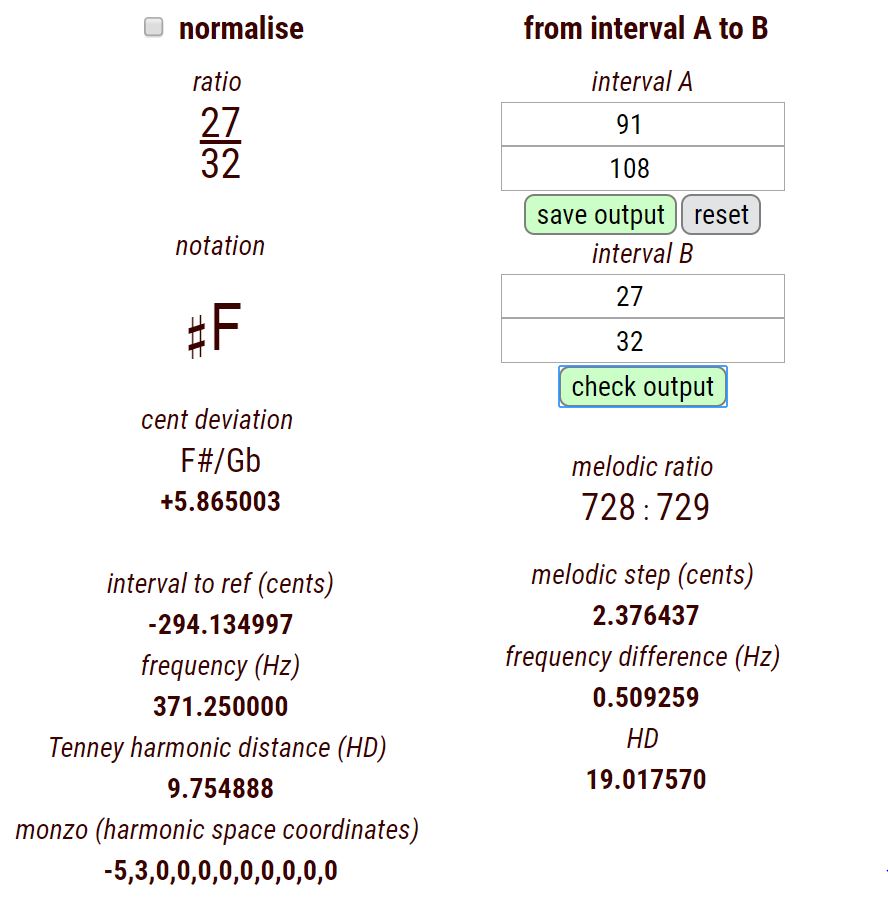 normalise
ratio
27
32
notation
♯F
cent deviation
F#/Gb
+5.865003
interval to ref (cents)
-294.134997
frequency (Hz)
371.250000
Tenney harmonic distance (HD)
9.754888
monzo (harmonic space coordinates)
-5,3,0,0,0,0,0,0,0,0,0
from interval A to B
interval A
91
108
save output reset
interval B
27
32
check output
melodic ratio
728 : 729
melodic step (cents)
2.376437
frequency difference (Hz)
0.509259
HD
19.017570